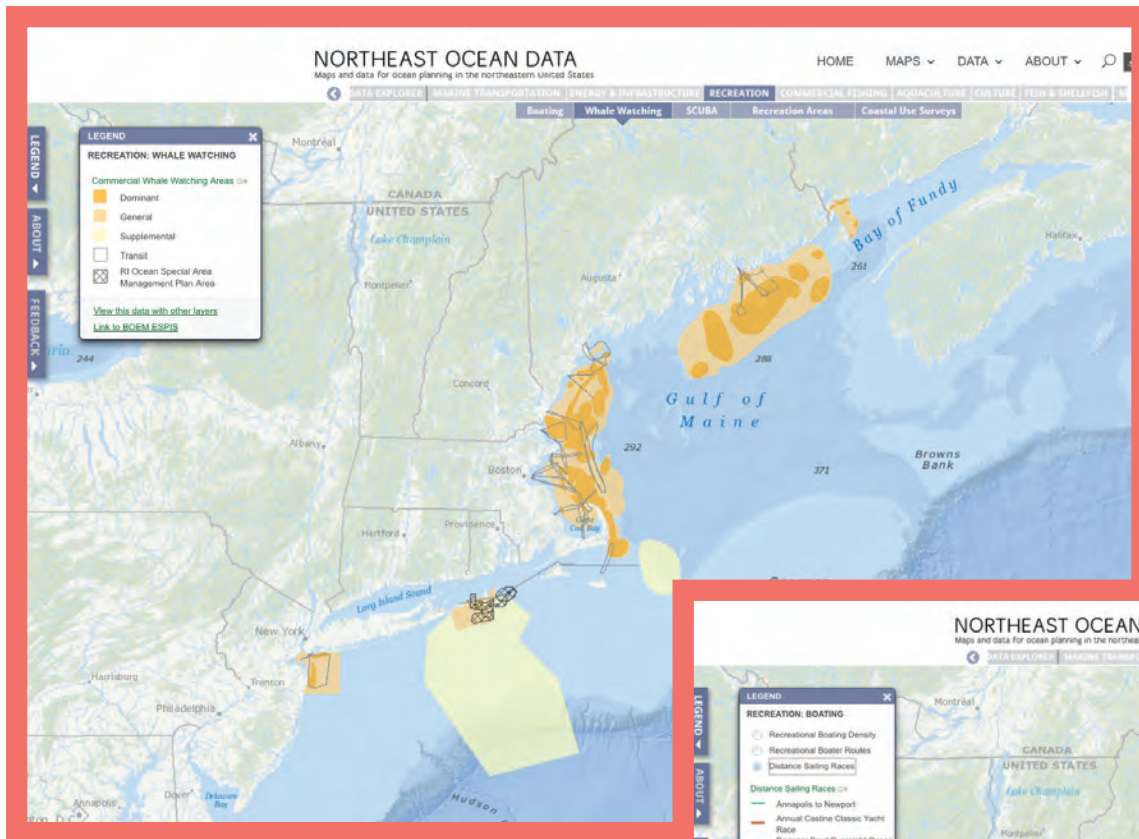 NORTHEAST OCEAN DATA
Maps and data for ocean planning in the northeastern United States
HOME MAPS DATA ABOUT
DATA EXPLORER MARINE TRANSPORTATION ENERGY & INFRASTRUCTURE RECREATION COMMERCIAL FISHING AQUACULTURE CULTURE FISH & SHELLFISH
Boating Whale Watching SCUBA Recreation Areas Coastal Use Surveys
LEGEND
ABOUT
FEEDBACK
LEGEND
RECREATION: WHALE WATCHING
Commercial Whale Watching Areas
Dominant
General
Supplemental
Transit
RI Ocean Special Area
Management Plan Area
View this data with other layers
Link to BOEM ESPIS
Montréal
CANADA
UNITED STATES
Lake Champlain
Montpelier
Augusta
Bay of Fundy
Halifax
261
244
288
Gulf of
Maine
Concord
292
371
Browns
Bank
Albany
Boston
Cape
Cod Bay
Hartford
Providence
Long Island Sound
New York
Harrisburg
Trenton
Philadelphia
Annapolis
Dover
Delaware
Bay
Hudson
NORTHEAST OCEAN
Maps and data for ocean planning in the northeas
DATA EXPLORER MARINE TRANSPO
LEGEND
ABOUT
LEGEND
RECREATION: BOATING
Recreational Boating Density
Recreational Boater Routes
Distance Sailing Races
Distance Sailing Races
Annapolis to Newport
Annual Castine Classic Yacht
Race
Montréal
CANADA
UNITED STATES
Lake Champlain
Montpelier